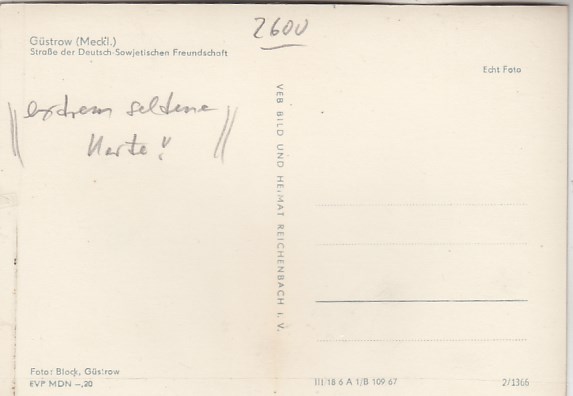 2600
Güstrow (Meckl.)
Straße der Deutsch-Sowjetischen Freundschaft
Echt Foto
"extrem seltene
Karte"
VEB BILD UND HEIMAT REICHENBACH I. V.
Foto: Block, Güstrow
EVP MDN –,20
III 18 6 A 1/B 109 67
2/1366